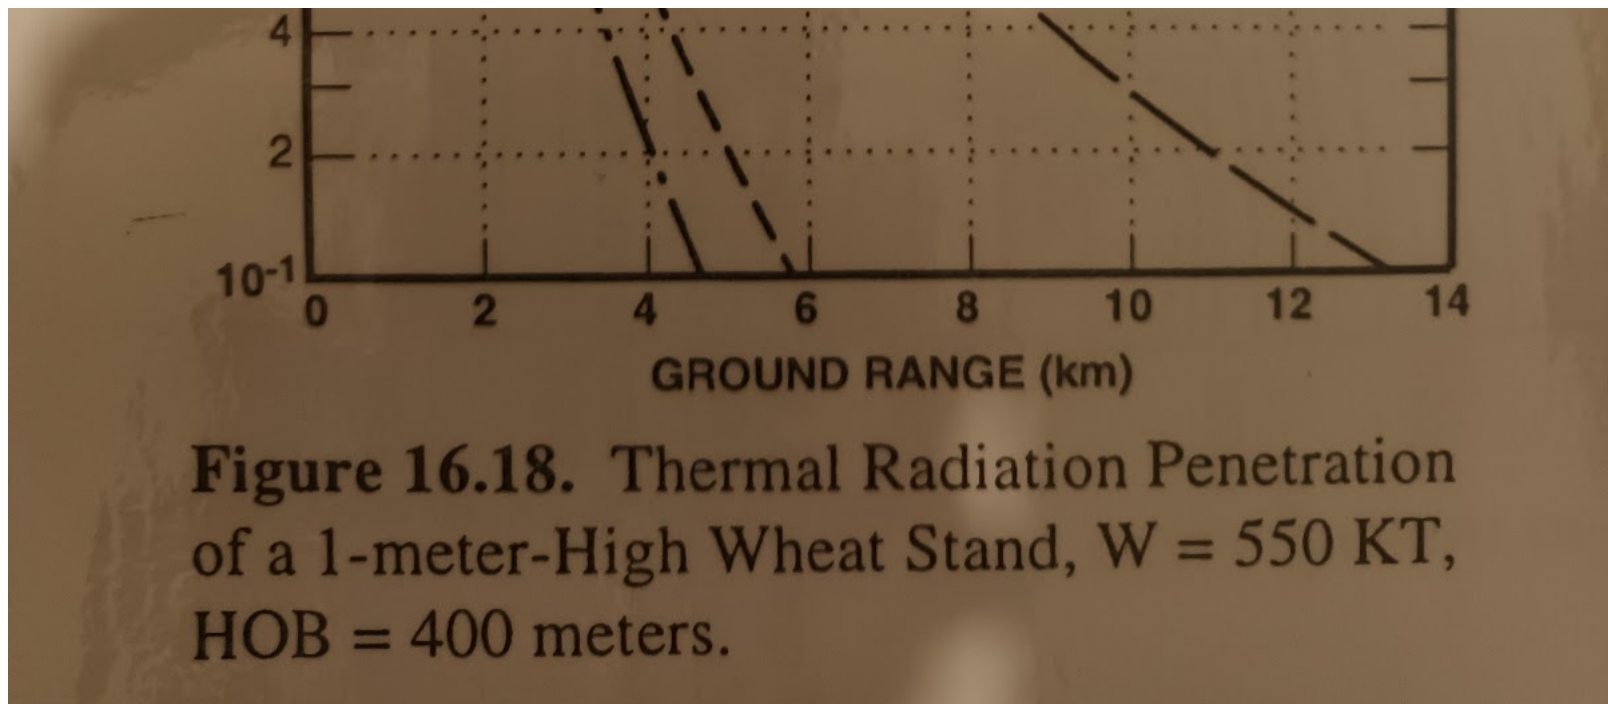 4
2
10-1
0 2 4 6 8 10 12 14
GROUND RANGE (km)
Figure 16.18. Thermal Radiation Penetration
of a 1-meter-High Wheat Stand, W = 550 KT,
HOB = 400 meters.